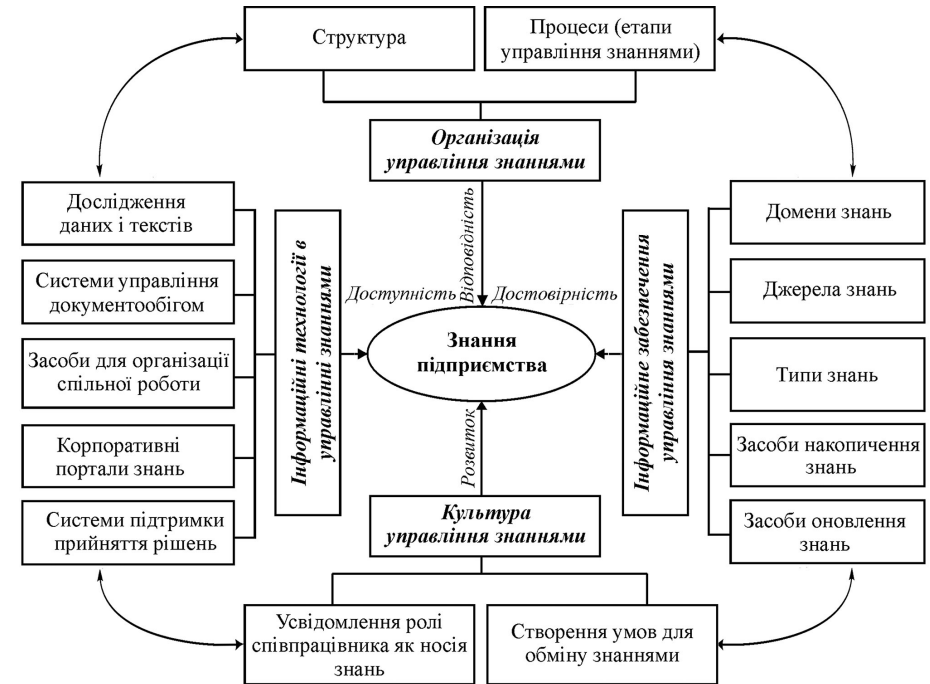 Структура
Процеси (етапи
управління знаннями)
Організація
управління знаннями
Дослідження
даних і текстів
Системи управління
документообігом
Засоби для організації
спільної роботи
Корпоративні
портали знань
Системи підтримки
прийняття рішень
Інформаційні технології в
управлінні знаннями
Відповідність
Доступність
Достовірність
Знання
підприємства
Розвиток
Інформаційне забезпечення
управління знаннями
Домени знань
Джерела знань
Типи знань
Засоби накопичення
знань
Засоби оновлення
знань
Культура
управління знаннями
Усвідомлення ролі
співпрацівника як носія
знань
Створення умов для
обміну знаннями